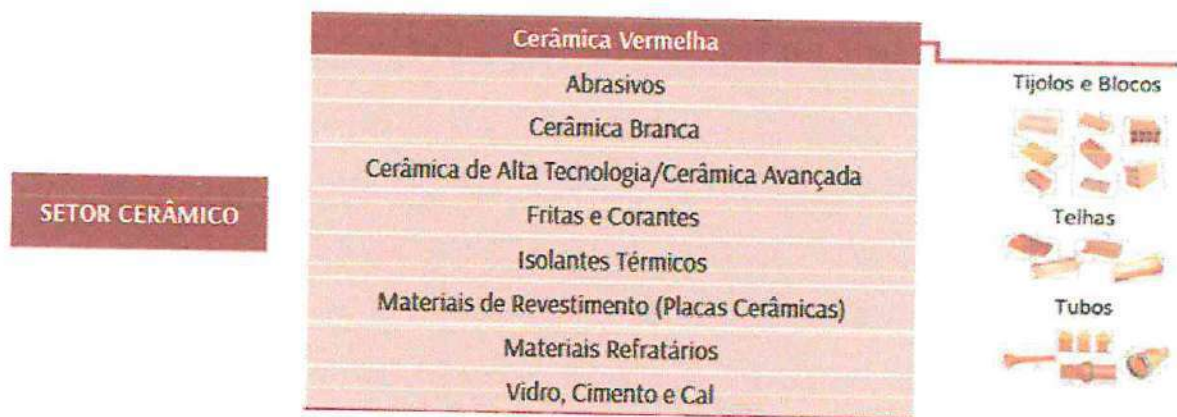 SETOR CERÂMICO
Cerâmica Vermelha
Abrasivos
Cerâmica Branca
Cerâmica de Alta Tecnologia/Cerâmica Avançada
Fritas e Corantes
Isolantes Térmicos
Materiais de Revestimento (Placas Cerâmicas)
Materiais Refratários
Vidro, Cimento e Cal
Tijolos e Blocos
Telhas
Tubos